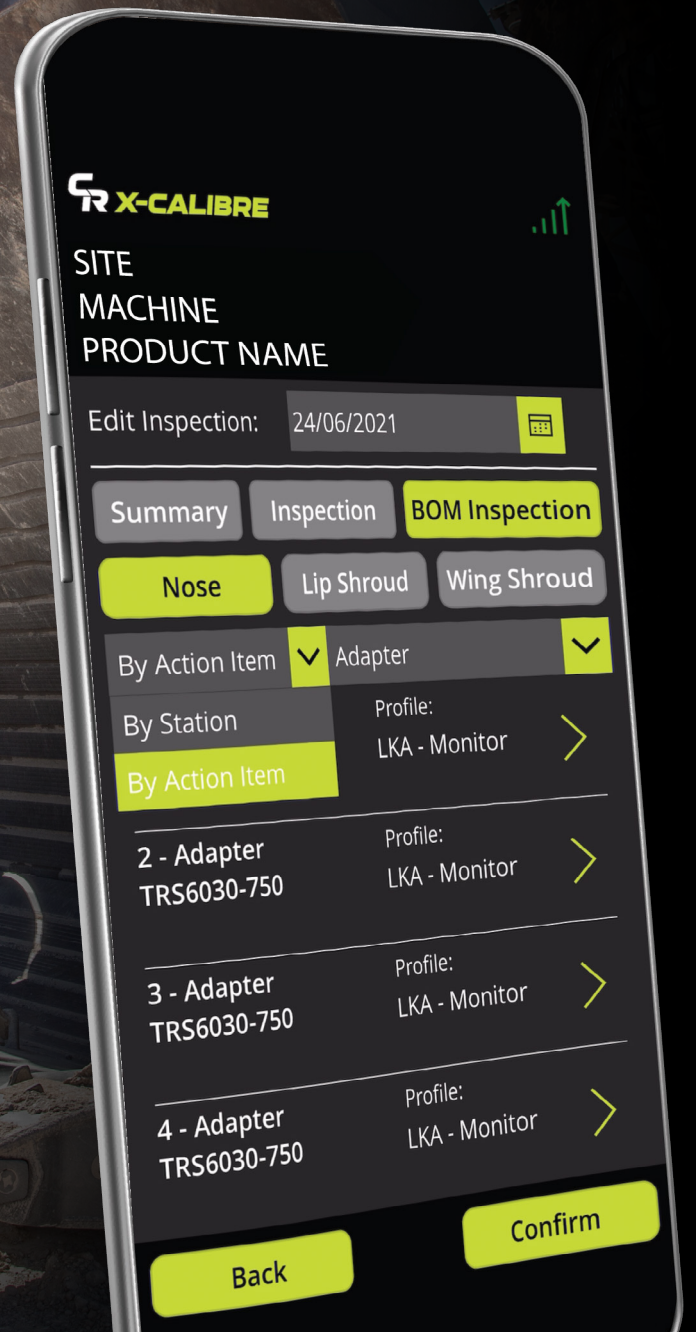 CR X-CALIBRE
SITE
MACHINE
PRODUCT NAME
Edit Inspection: 24/06/2021
Summary Inspection BOM Inspection
Nose Lip Shroud Wing Shroud
By Action Item Adapter
By Station
By Action Item
Profile:
LKA - Monitor
2 - Adapter
TRS6030-750
Profile:
LKA - Monitor
3 - Adapter
TRS6030-750
Profile:
LKA - Monitor
4 - Adapter
TRS6030-750
Profile:
LKA - Monitor
Back
Confirm